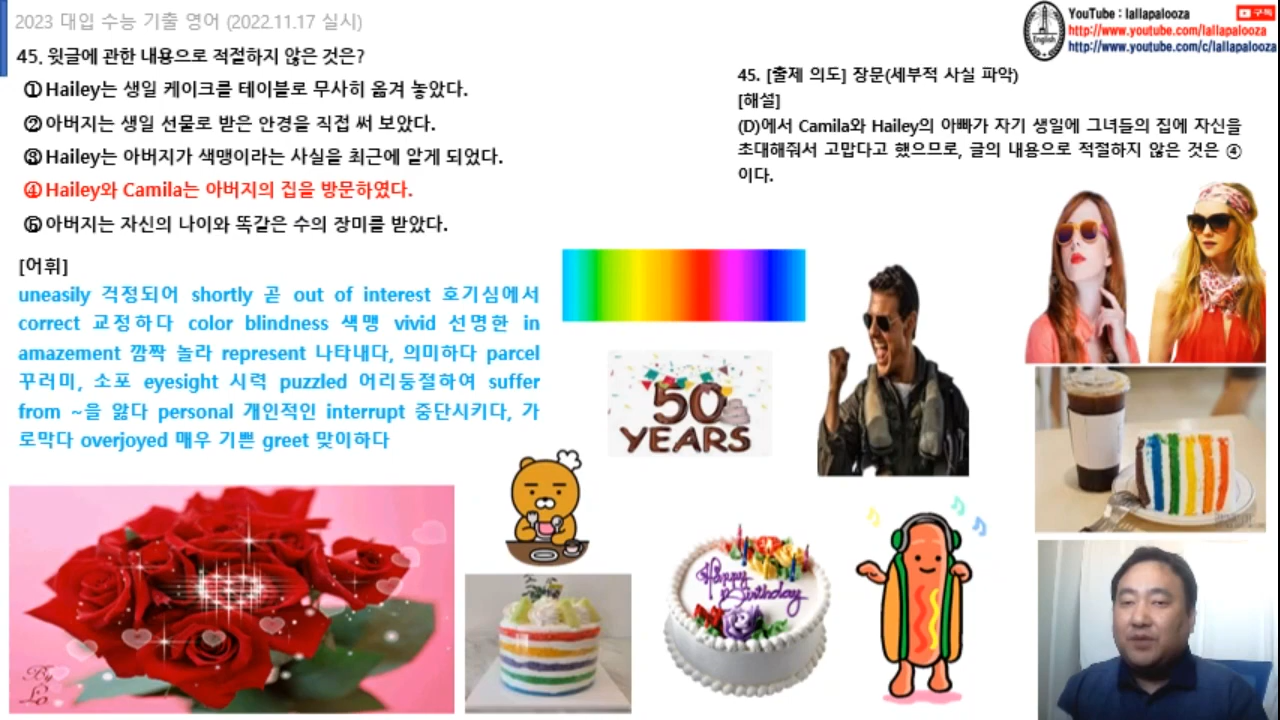 2023 대입 수능 기출 영어 (2022.11.17 실시)
YouTube : lallapalooza
구독
http://www.youtube.com/lallapalooza
http://www.youtube.com/c/lallapalooza
English
45. 윗글에 관한 내용으로 적절하지 않은 것은?
① Hailey는 생일 케이크를 테이블로 무사히 옮겨 놓았다.
② 아버지는 생일 선물로 받은 안경을 직접 써 보았다.
③ Hailey는 아버지가 색맹이라는 사실을 최근에 알게 되었다.
④ Hailey와 Camila는 아버지의 집을 방문하였다.
⑤ 아버지는 자신의 나이와 똑같은 수의 장미를 받았다.
45. [출제 의도] 장문(세부적 사실 파악)
[해설]
(D)에서 Camila와 Hailey의 아빠가 자기 생일에 그녀들의 집에 자신을
초대해줘서 고맙다고 했으므로, 글의 내용으로 적절하지 않은 것은 ④
이다.
[어휘]
uneasily 걱정되어 shortly 곧 out of interest 호기심에서
correct 교정하다 color blindness 색맹 vivid 선명한 in
amazement 깜짝 놀라 represent 나타내다, 의미하다 parcel
꾸러미, 소포 eyesight 시력 puzzled 어리둥절하여 suffer
from ~을 앓다 personal 개인적인 interrupt 중단시키다, 가
로막다 overjoyed 매우 기쁜 greet 맞이하다
50
YEARS
Happy
Birthday
By
Lo